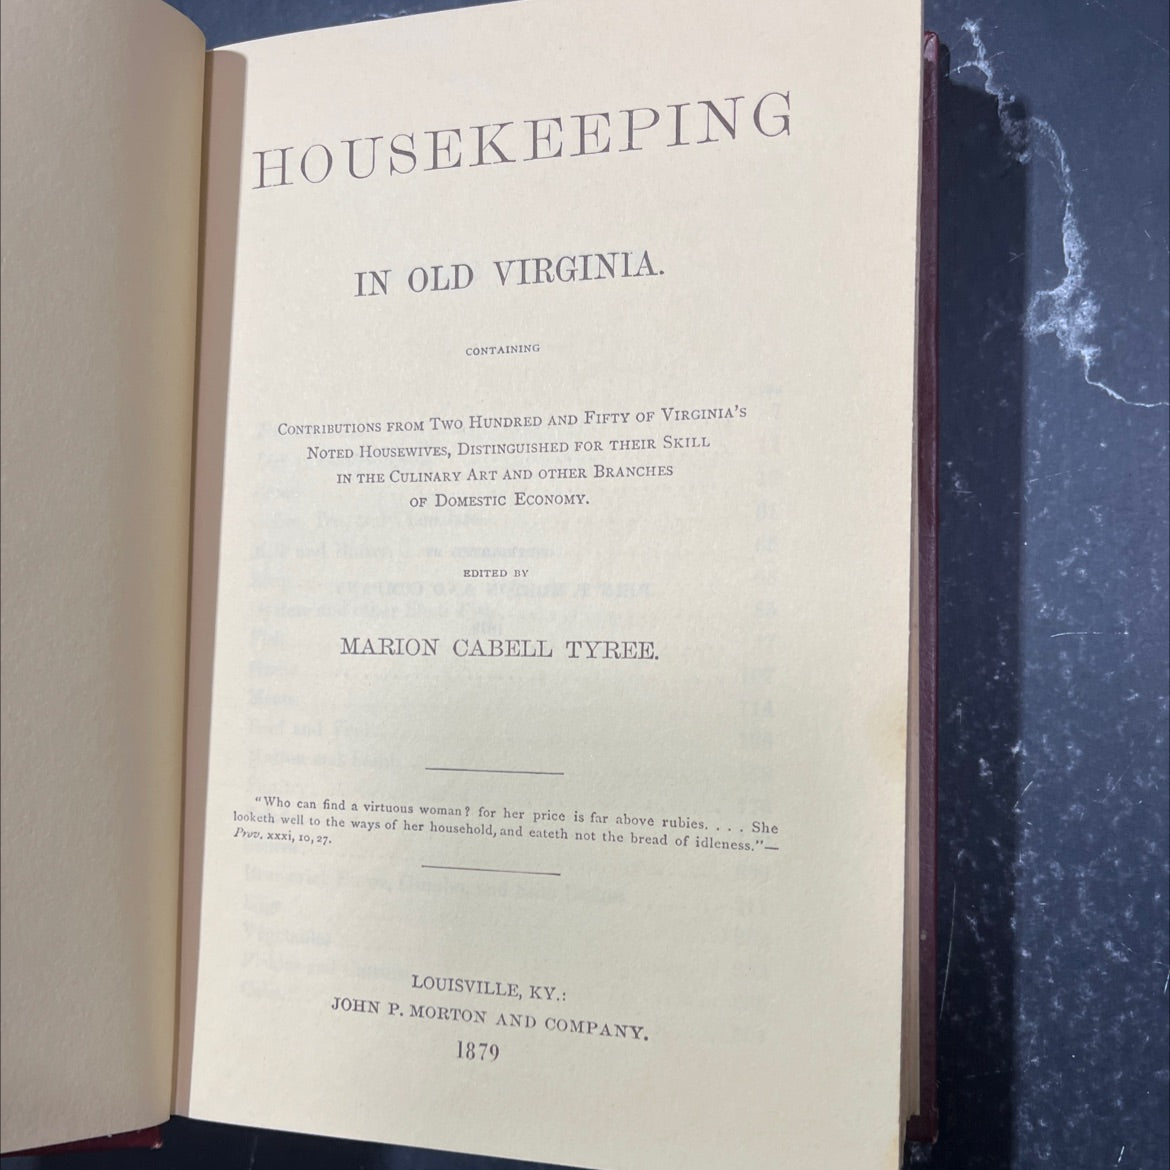 HOUSEKEEPING
IN OLD VIRGINIA.
CONTAINING
CONTRIBUTIONS FROM TWO HUNDRED AND FIFTY OF VIRGINIA'S
NOTED HOUSEWIVES, DISTINGUISHED FOR THEIR SKILL
IN THE CULINARY ART AND OTHER BRANCHES
OF DOMESTIC ECONOMY.
EDITED BY
MARION CABELL TYREE.
"Who can find a virtuous woman? for her price is far above rubies. . . . She
looketh well to the ways of her household, and eateth not the bread of idleness."—
Prov. xxxi, 10, 27.
LOUISVILLE, KY.:
JOHN P. MORTON AND COMPANY.
1879